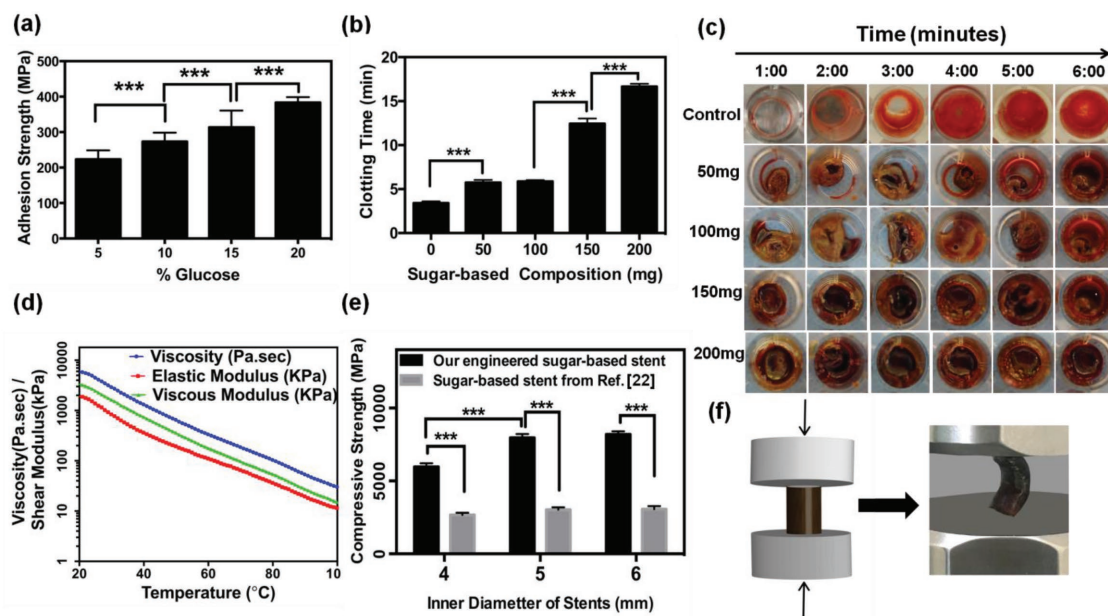 (a)
Adhesion Strength (MPa)
500
400
300
200
100
0
***
***
***
5 10 15 20
% Glucose
(b)
Clotting Time (min)
20
15
10
5
0
***
***
***
0 50 100 150 200
Sugar-based Composition (mg)
(c)
Time (minutes)
1:00 2:00 3:00 4:00 5:00 6:00
Control
50mg
100mg
150mg
200mg
(d)
Viscosity(Pa.sec) /
Shear Modulus(kPa)
10000
1000
100
10
1
Viscosity (Pa.sec)
Elastic Modulus (KPa)
Viscous Modulus (KPa)
20 40 60 80 10
Temperature (°C)
(e)
Compressive Strength (MPa)
10000
5000
0
Our engineered sugar-based stent
Sugar-based stent from Ref. [22]
***
***
***
***
4 5 6
Inner Diametter of Stents (mm)
(f)